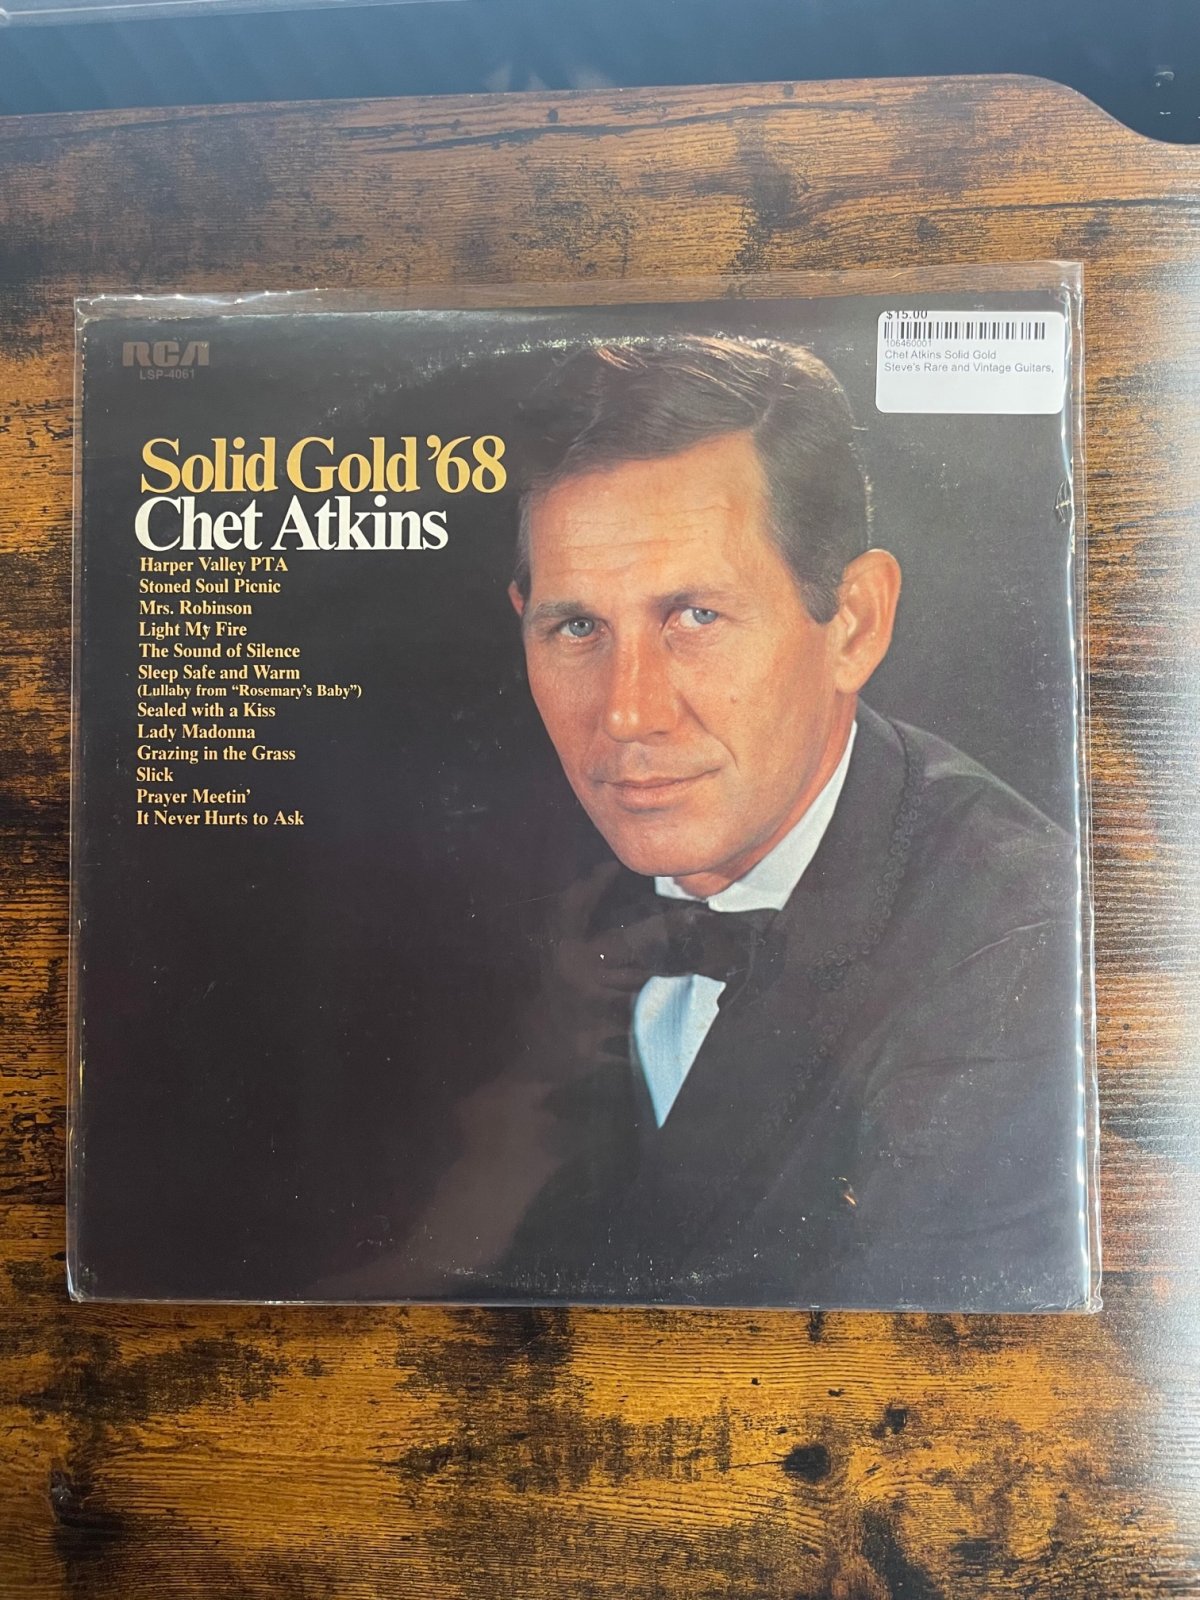 RCA
LSP-4061
$15.00
106460001
Chet Atkins Solid Gold
Steve's Rare and Vintage Guitars,
Solid Gold '68
Chet Atkins
Harper Valley PTA
Stoned Soul Picnic
Mrs. Robinson
Light My Fire
The Sound of Silence
Sleep Safe and Warm
(Lullaby from "Rosemary's Baby")
Sealed with a Kiss
Lady Madonna
Grazing in the Grass
Slick
Prayer Meetin'
It Never Hurts to Ask